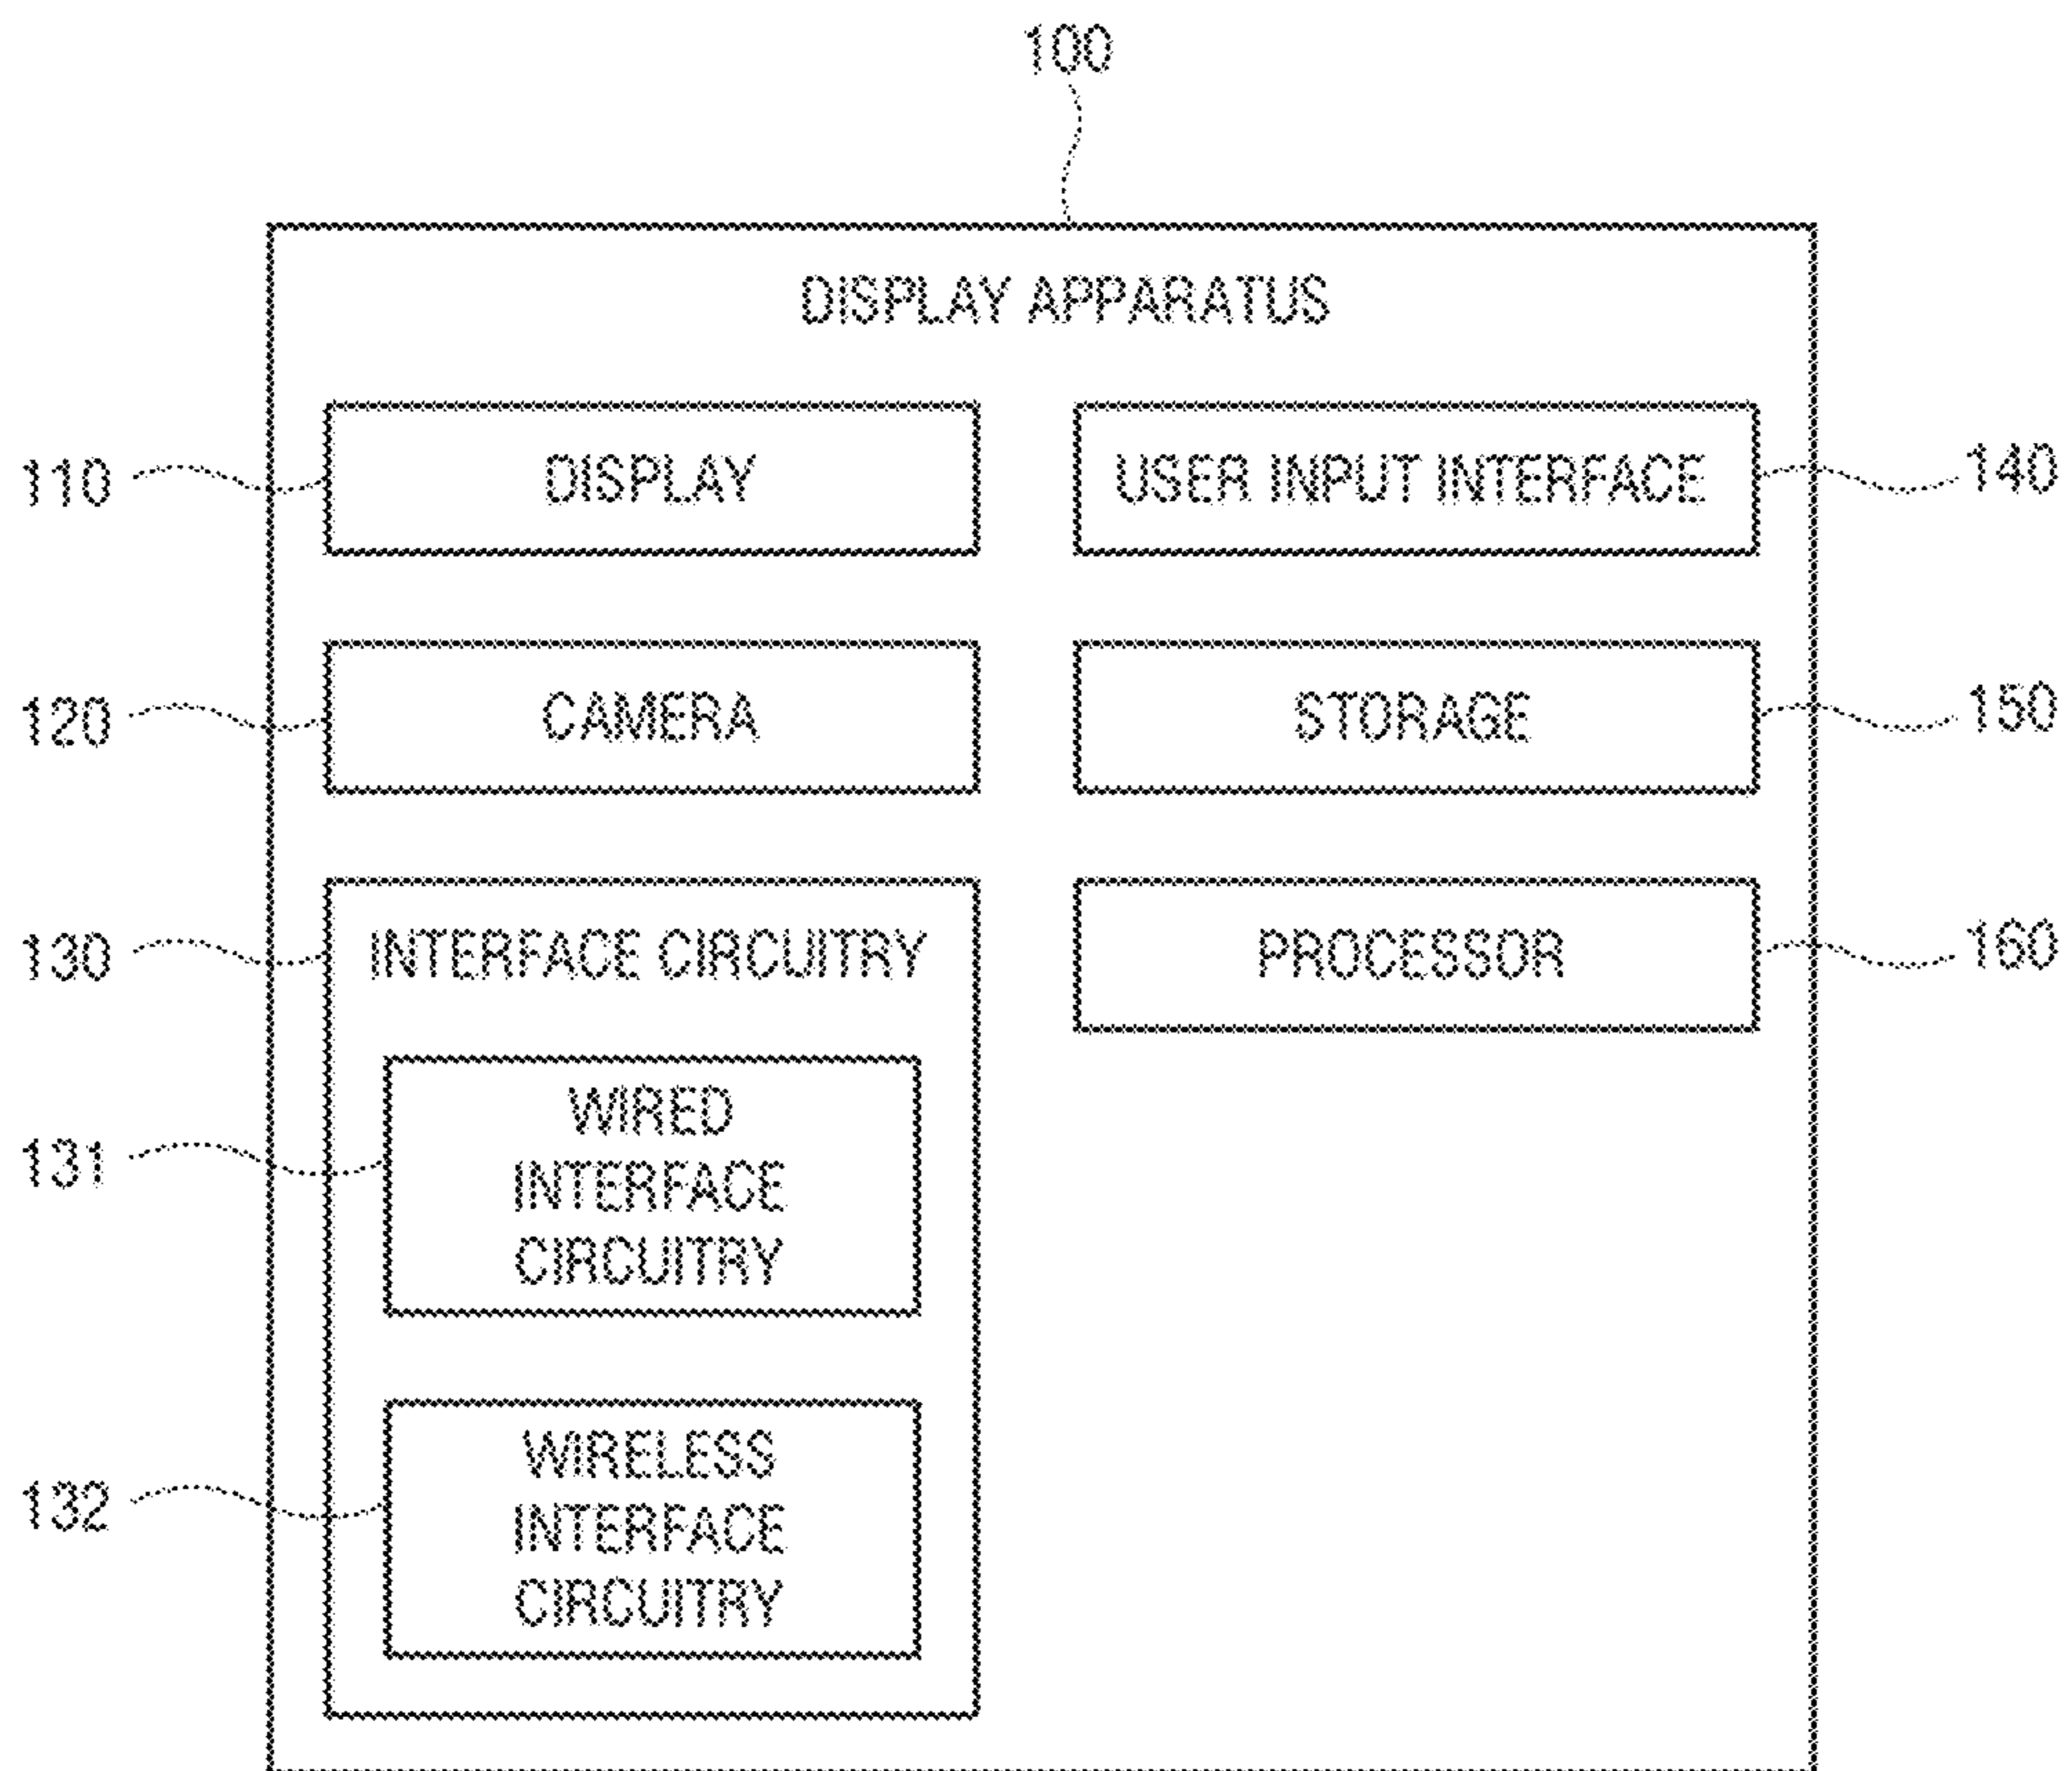 100
DISPLAY APPARATUS
110
DISPLAY
USER INPUT INTERFACE
140
120
CAMERA
STORAGE
150
130
INTERFACE CIRCUITRY
PROCESSOR
160
131
WIRED
INTERFACE
CIRCUITRY
132
WIRELESS
INTERFACE
CIRCUITRY